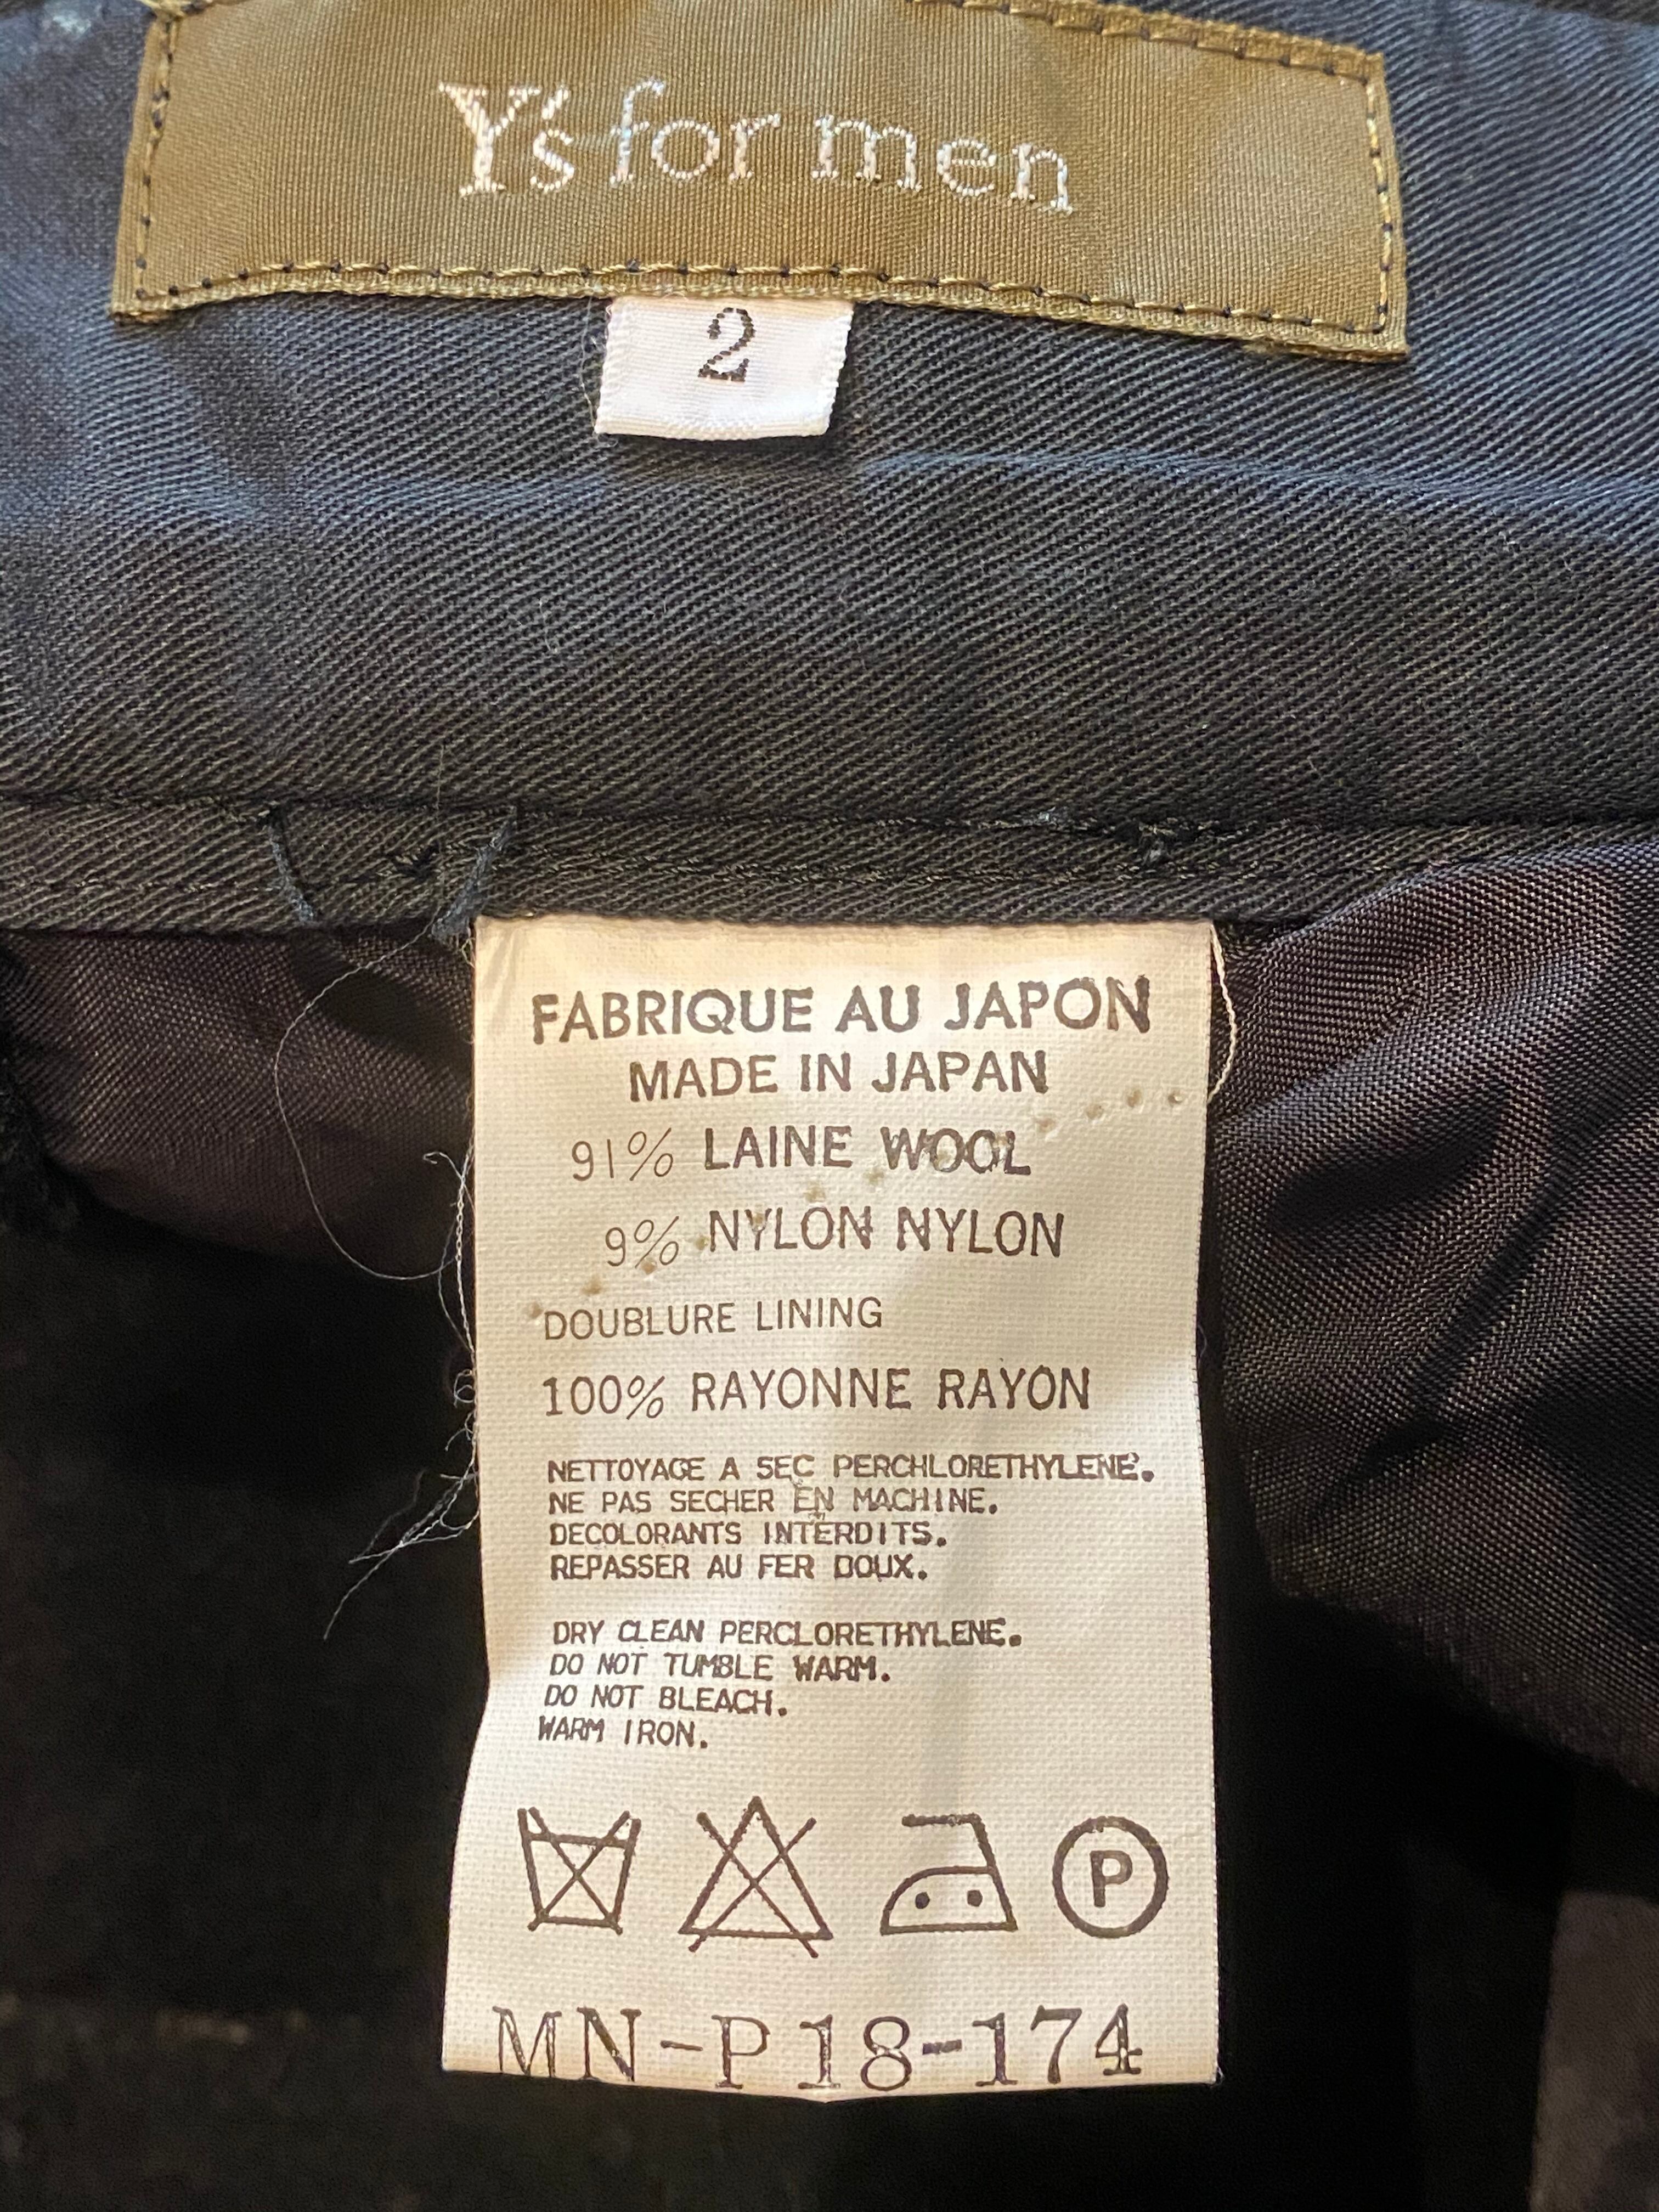 Y's for men
2
FABRIQUE AU JAPON
MADE IN JAPAN
91% LAINE WOOL
9% NYLON NYLON
DOUBLURE LINING
100% RAYONNE RAYON
NETTOYAGE A SEC PERCHLORETHYLENE.
NE PAS SECHER EN MACHINE.
DECOLORANTS INTERDITS.
REPASSER AU FER DOUX.
DRY CLEAN PERCLORETHYLENE.
DO NOT TUMBLE WARM.
DO NOT BLEACH.
WARM IRON.
P
MN-P18-174